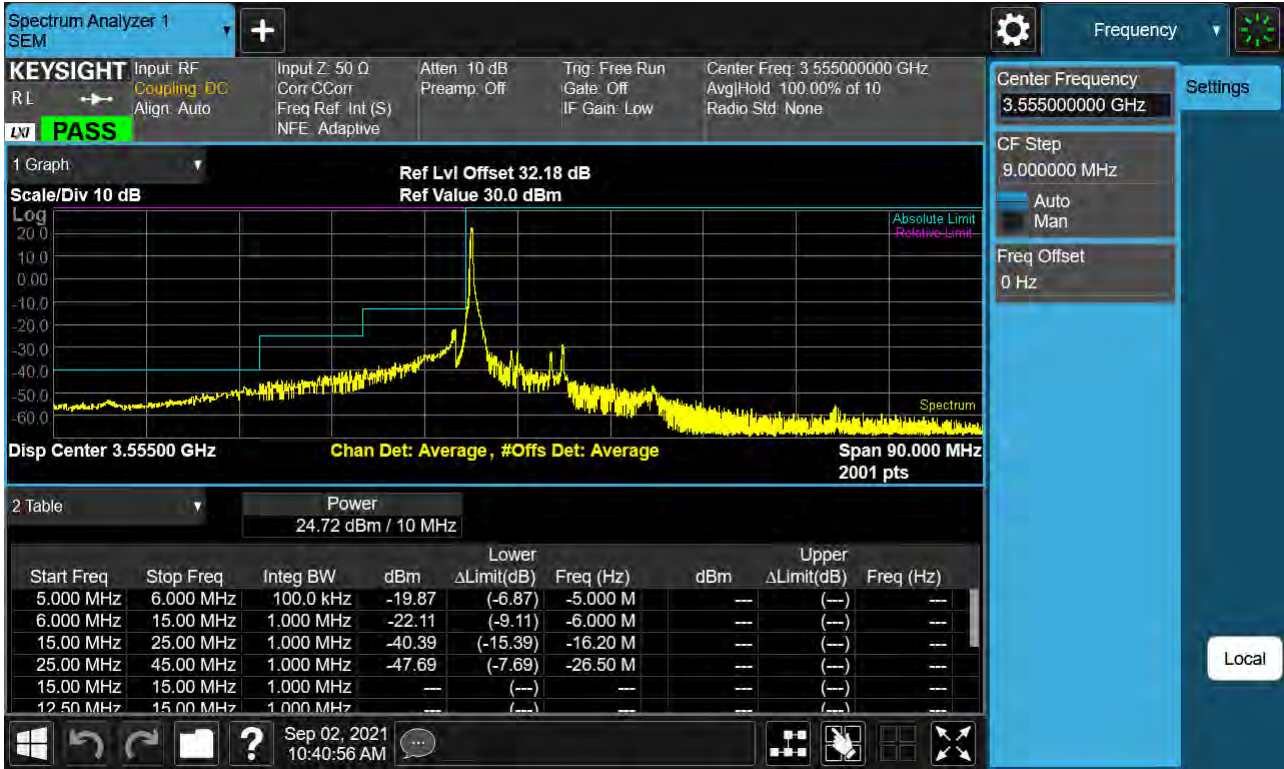 Spectrum Analyzer 1
SEM
Frequency
KEYSIGHT
R L
LXI
PASS
Input: RF
Coupling: DC
Align: Auto
Input Z: 50 Ω
Corr CCorr
Freq Ref: Int (S)
NFE: Adaptive
Atten: 10 dB
Preamp: Off
Trig: Free Run
Gate: Off
IF Gain: Low
Center Freq: 3.555000000 GHz
Avg|Hold: 100.00% of 10
Radio Std: None
Center Frequency
3.555000000 GHz
Settings
CF Step
9.000000 MHz
Auto
Man
Freq Offset
0 Hz
Local
1 Graph
Scale/Div 10 dB
Ref Lvl Offset 32.18 dB
Ref Value 30.0 dBm
Log
20.0
10.0
0.00
-10.0
-20.0
-30.0
-40.0
-50.0
-60.0
Absolute Limit
Relative Limit
Spectrum
Disp Center 3.55500 GHz
Chan Det: Average, #Offs Det: Average
Span 90.000 MHz
2001 pts
2 Table
Power
24.72 dBm / 10 MHz
Lower Upper
Start Freq Stop Freq Integ BW dBm ΔLimit(dB) Freq (Hz) dBm ΔLimit(dB) Freq (Hz)
5.000 MHz 6.000 MHz 100.0 kHz -19.87 (-6.87) -5.000 M --- (---) ---
6.000 MHz 15.00 MHz 1.000 MHz -22.11 (-9.11) -6.000 M --- (---) ---
15.00 MHz 25.00 MHz 1.000 MHz -40.39 (-15.39) -16.20 M --- (---) ---
25.00 MHz 45.00 MHz 1.000 MHz -47.69 (-7.69) -26.50 M --- (---) ---
15.00 MHz 15.00 MHz 1.000 MHz --- (---) --- --- (---) ---
12.50 MHz 15.00 MHz 1.000 MHz --- (---) --- --- (---) ---
Sep 02, 2021
10:40:56 AM